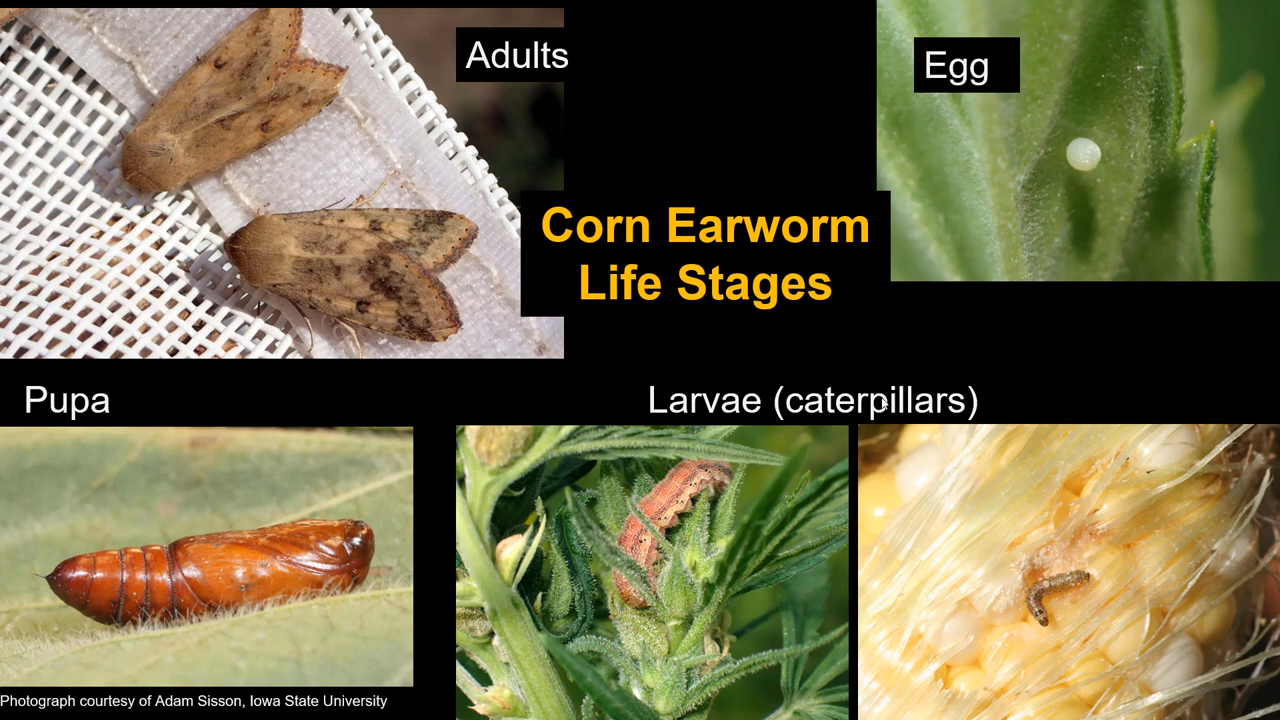 Adults
Egg
Corn Earworm
Life Stages
Pupa
Larvae (caterpillars)
Photograph courtesy of Adam Sisson, Iowa State University